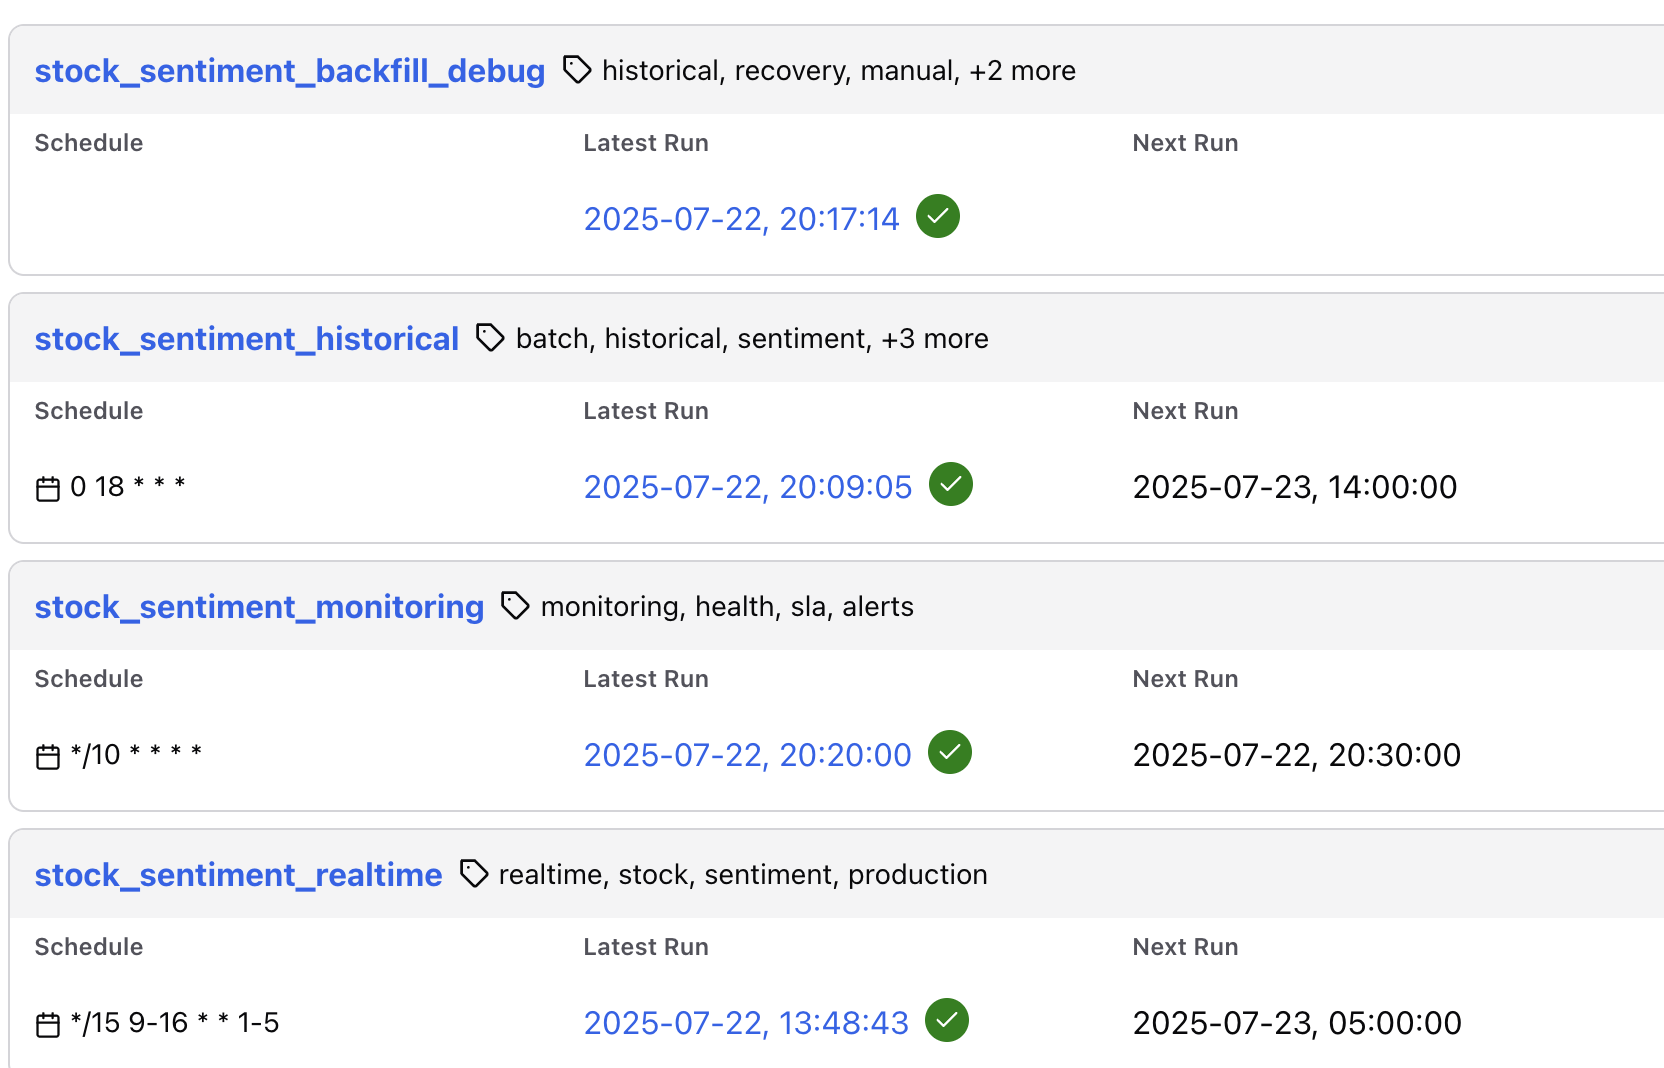 stock_sentiment_backfill_debug historical, recovery, manual, +2 more
Schedule Latest Run Next Run
2025-07-22, 20:17:14
stock_sentiment_historical batch, historical, sentiment, +3 more
Schedule Latest Run Next Run
0 18 * * * 2025-07-22, 20:09:05 2025-07-23, 14:00:00
stock_sentiment_monitoring monitoring, health, sla, alerts
Schedule Latest Run Next Run
*/10 * * * * 2025-07-22, 20:20:00 2025-07-22, 20:30:00
stock_sentiment_realtime realtime, stock, sentiment, production
Schedule Latest Run Next Run
*/15 9-16 * * 1-5 2025-07-22, 13:48:43 2025-07-23, 05:00:00